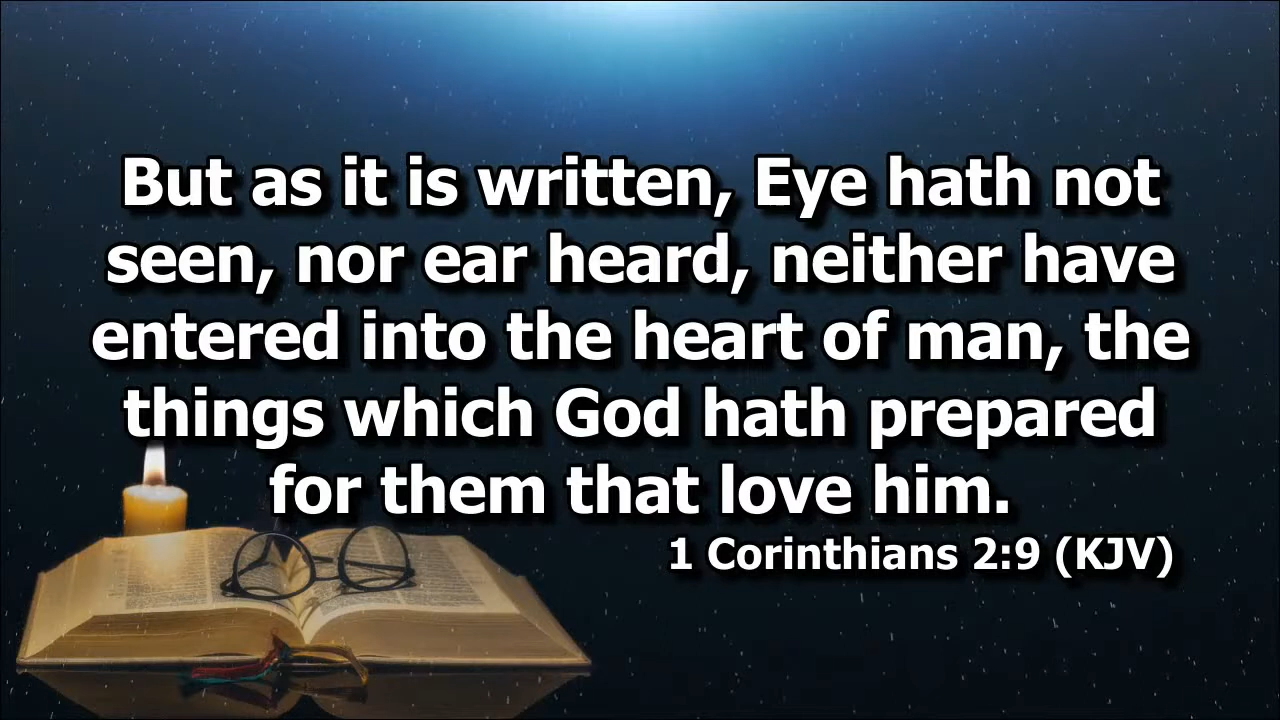 But as it is written, Eye hath not
seen, nor ear heard, neither have
entered into the heart of man, the
things which God hath prepared
for them that love him.
1 Corinthians 2:9 (KJV)